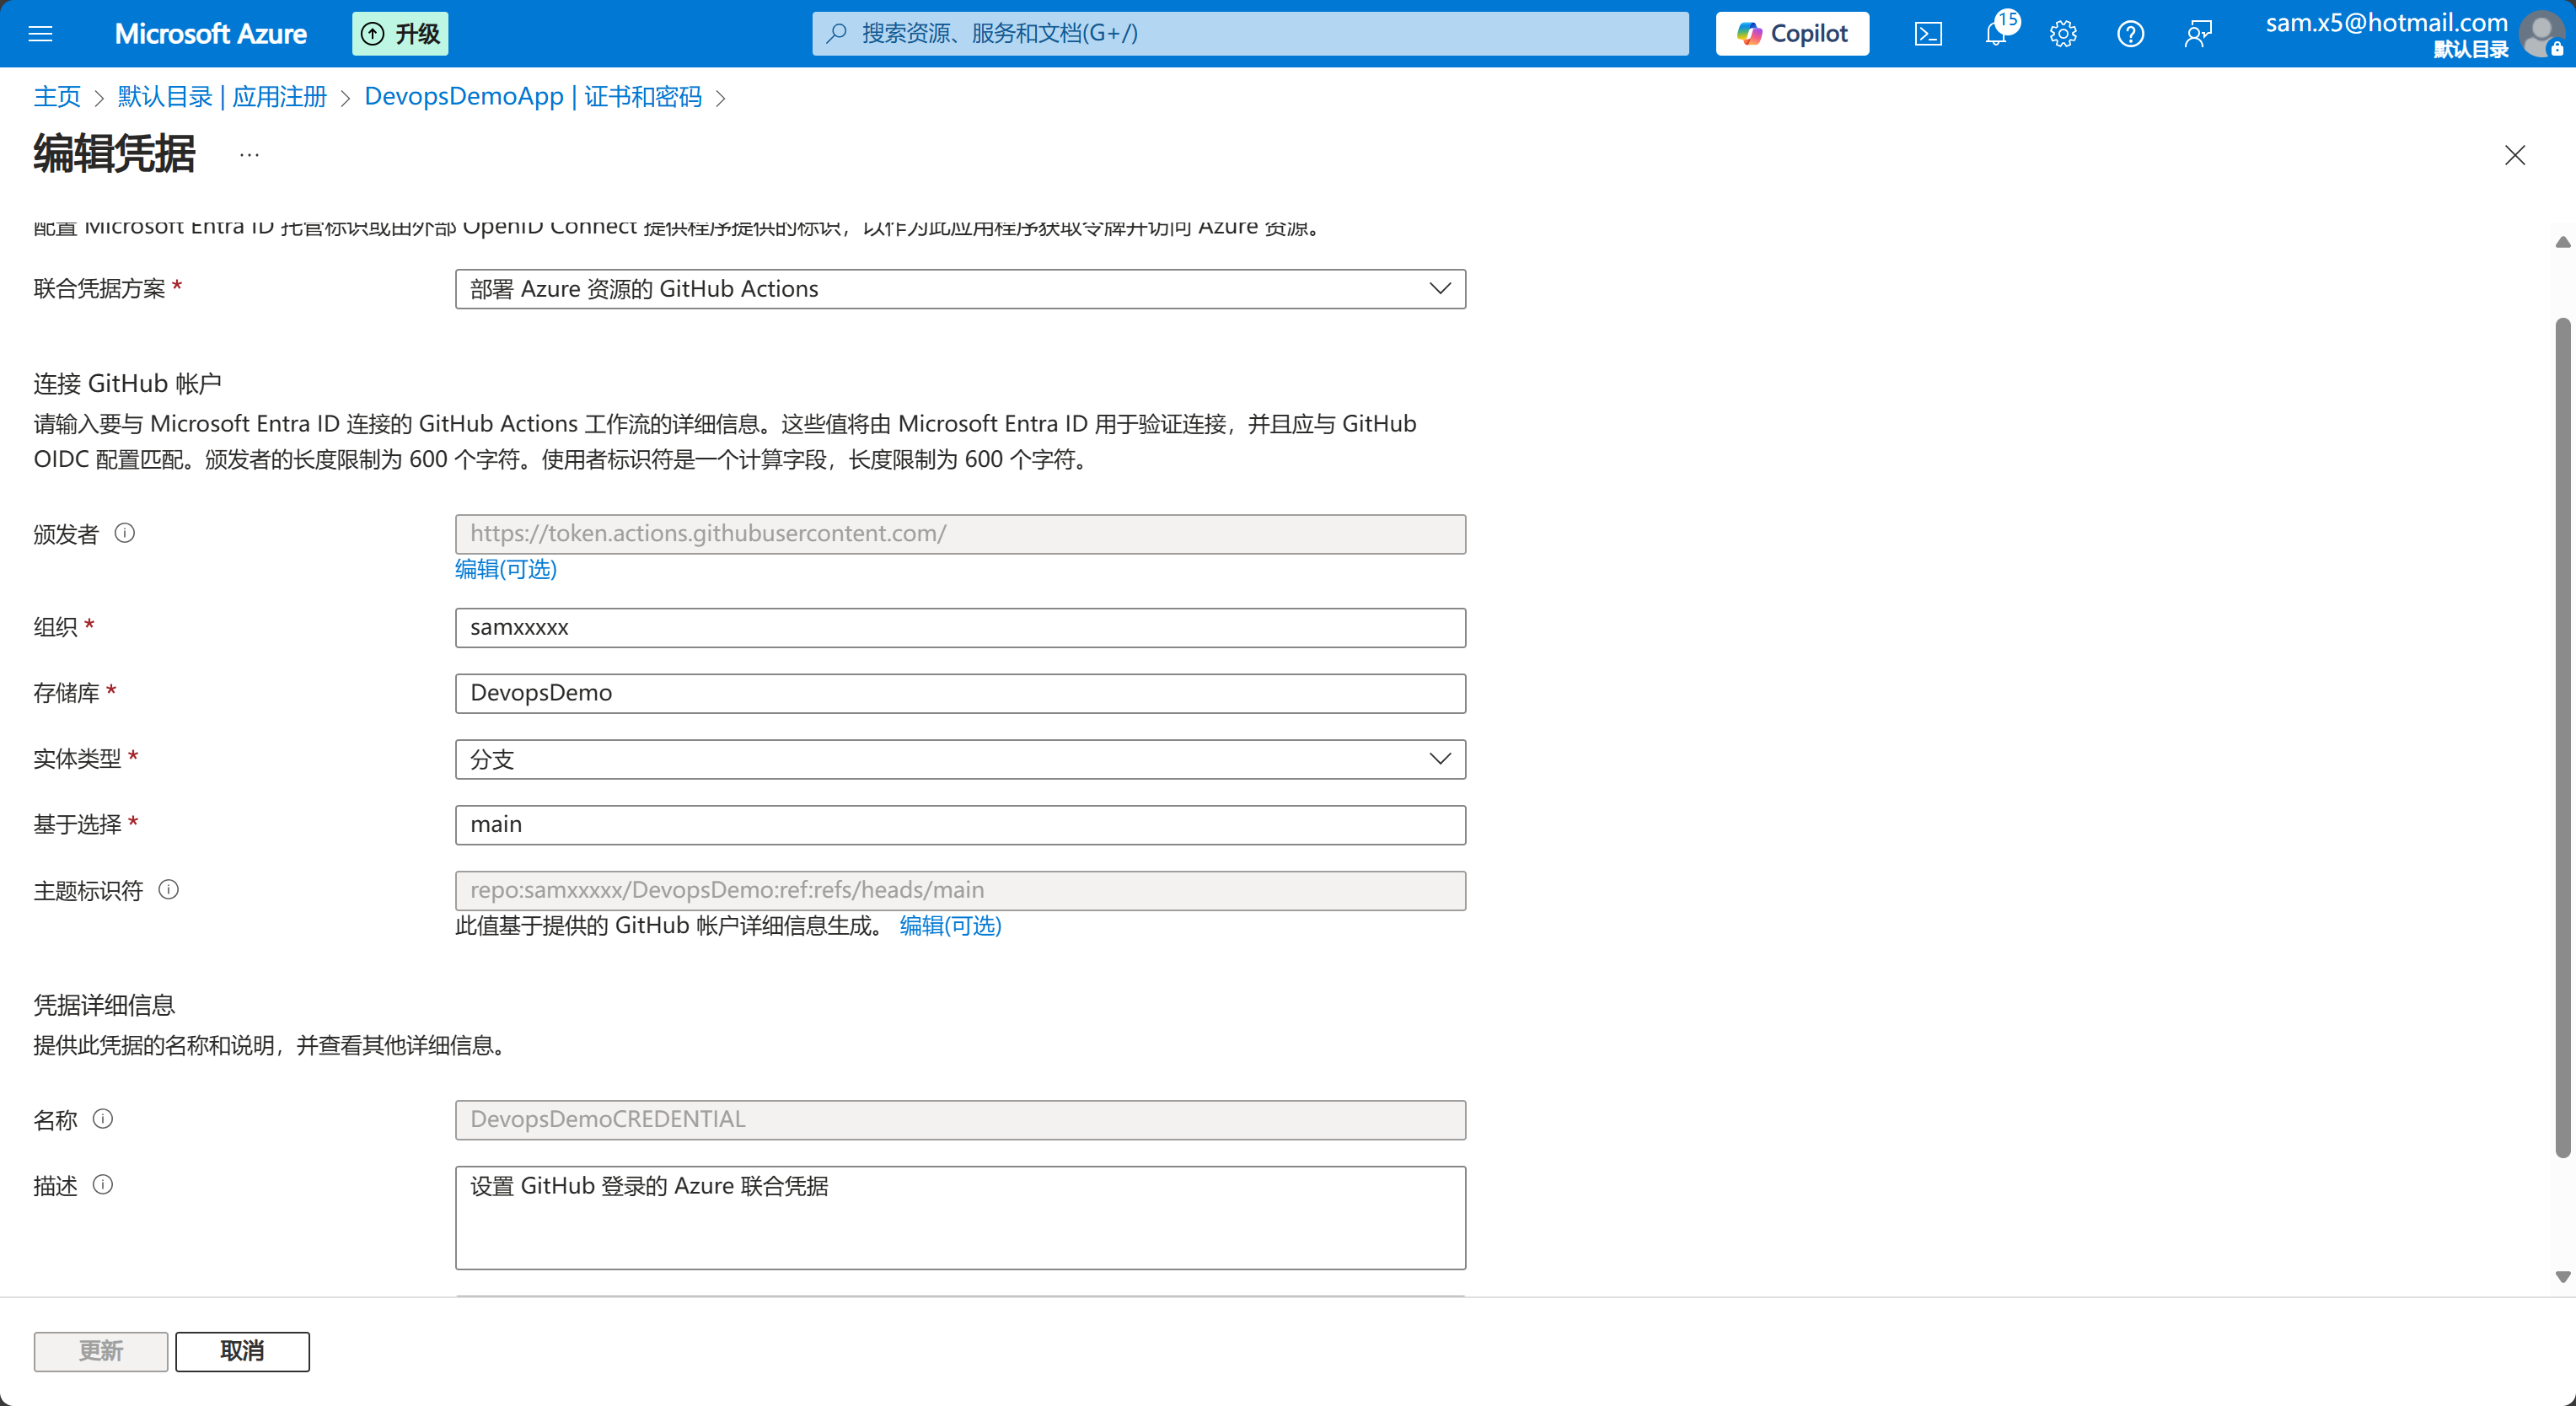 Microsoft Azure
升级
搜索资源、服务和文档(G+/)
Copilot
15
sam.x5@hotmail.com
默认目录
主页 > 默认目录 | 应用注册 > DevopsDemoApp | 证书和密码 >
编辑凭据 ...
配置 Microsoft Entra ID 托管标识或由外部 OpenID Connect 提供程序提供的标识，以作为此应用程序获取令牌并访问 Azure 资源。
联合凭据方案 *
部署 Azure 资源的 GitHub Actions
连接 GitHub 帐户
请输入要与 Microsoft Entra ID 连接的 GitHub Actions 工作流的详细信息。这些值将由 Microsoft Entra ID 用于验证连接，并且应与 GitHub
OIDC 配置匹配。颁发者的长度限制为 600 个字符。使用者标识符是一个计算字段，长度限制为 600 个字符。
颁发者
https://token.actions.githubusercontent.com/
编辑(可选)
组织 *
samxxxxx
存储库 *
DevopsDemo
实体类型 *
分支
基于选择 *
main
主题标识符
repo:samxxxxx/DevopsDemo:ref:refs/heads/main
此值基于提供的 GitHub 帐户详细信息生成。 编辑(可选)
凭据详细信息
提供此凭据的名称和说明，并查看其他详细信息。
名称
DevopsDemoCREDENTIAL
描述
设置 GitHub 登录的 Azure 联合凭据
更新
取消